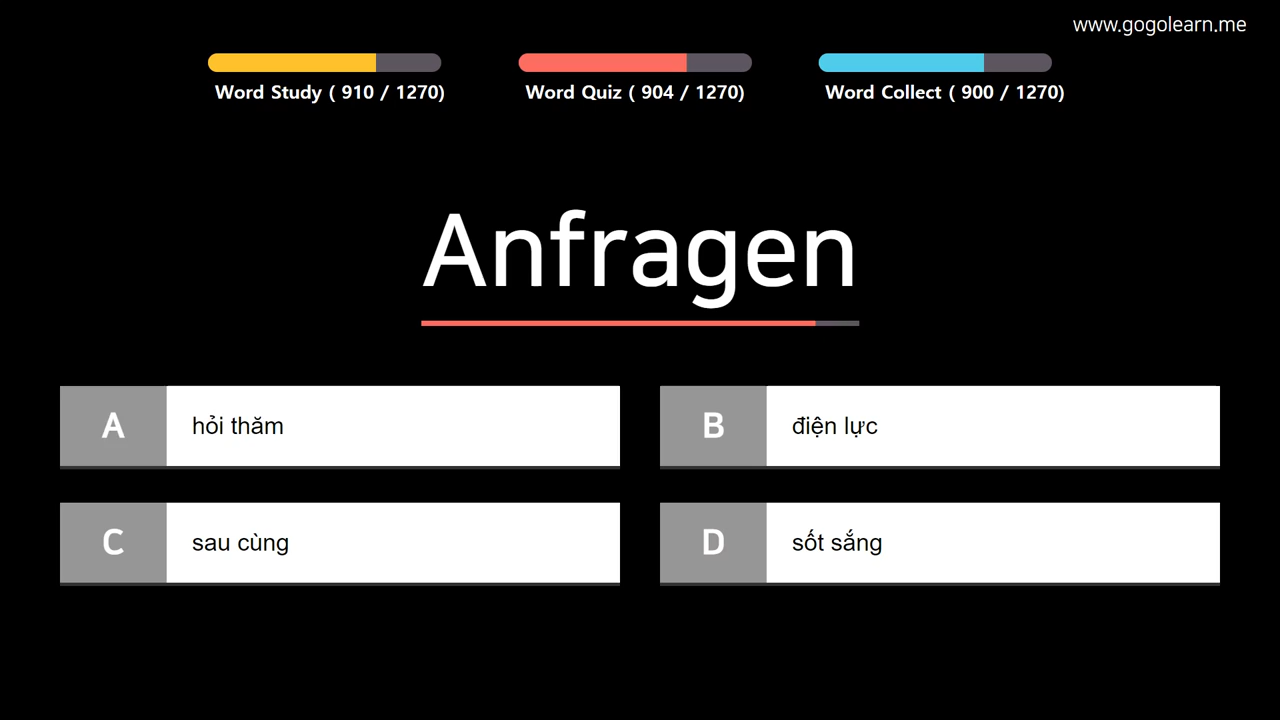 www.gogolearn.me
Word Study ( 910 / 1270)
Word Quiz ( 904 / 1270)
Word Collect ( 900 / 1270)
Anfragen
A hỏi thăm
B điện lực
C sau cùng
D sốt sắng